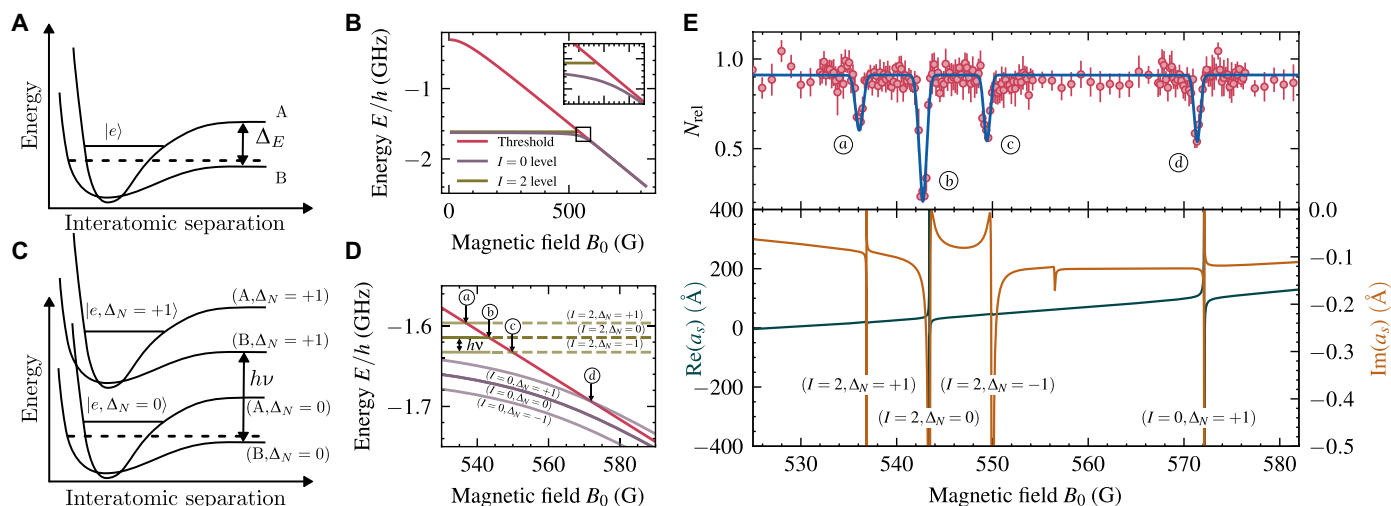 A
Energy
|e⟩
A
Δ_E
B
Interatomic separation
B
Energy E/h (GHz)
−1
−2
Threshold
I = 0 level
I = 2 level
0
500
Magnetic field B₀ (G)
C
Energy
|e, Δ_N = +1⟩
(A,Δ_N = +1)
(B,Δ_N = +1)
hν
|e, Δ_N = 0⟩
(A,Δ_N = 0)
(B,Δ_N = 0)
Interatomic separation
D
Energy E/h (GHz)
−1.6
−1.7
a
b
c
d
hν
(I = 2, Δ_N = +1)
(I = 2, Δ_N = 0)
(I = 2, Δ_N = −1)
(I = 0, Δ_N = +1)
(I = 0, Δ_N = 0)
(I = 0, Δ_N = −1)
540
560
580
Magnetic field B₀ (G)
E
N_rel
1.0
0.5
a
b
c
d
Re(a_s) (Å)
400
200
0
−200
−400
0.0
−0.1
−0.2
−0.3
−0.4
−0.5
Im(a_s) (Å)
(I = 2, Δ_N = +1)
(I = 2, Δ_N = −1)
(I = 2, Δ_N = 0)
(I = 0, Δ_N = +1)
530
540
550
560
570
580
Magnetic field B₀ (G)